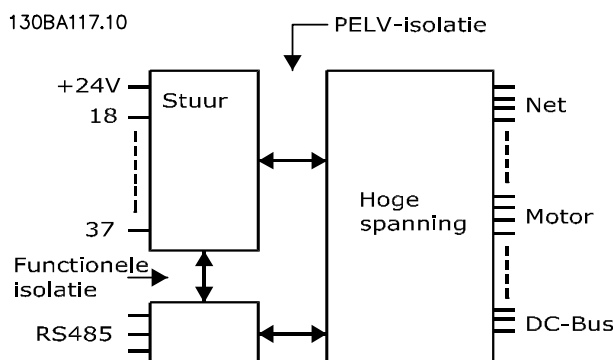 130BA117.10
PELV-isolatie
+24V
Stuur
18
37
Net
Hoge
spanning
Motor
Functionele
isolatie
RS485
DC-Bus